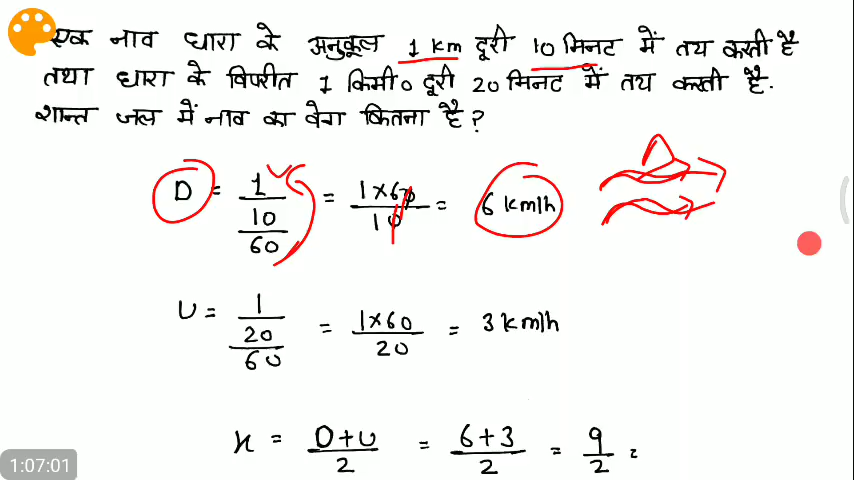 एक नाव धारा के अनुकूल 1 km दूरी 10 मिनट में तय करती है
तथा धारा के विपरीत 1 किमी० दूरी 20 मिनट में तय करती है.
शान्त जल में नाव का वेग कितना है?
D = 1/(10/60) = 1×60/10 = 6 km/h
U = 1/(20/60) = 1×60/20 = 3 km/h
x = (D+U)/2 = (6+3)/2 = 9/2 =
1:07:01